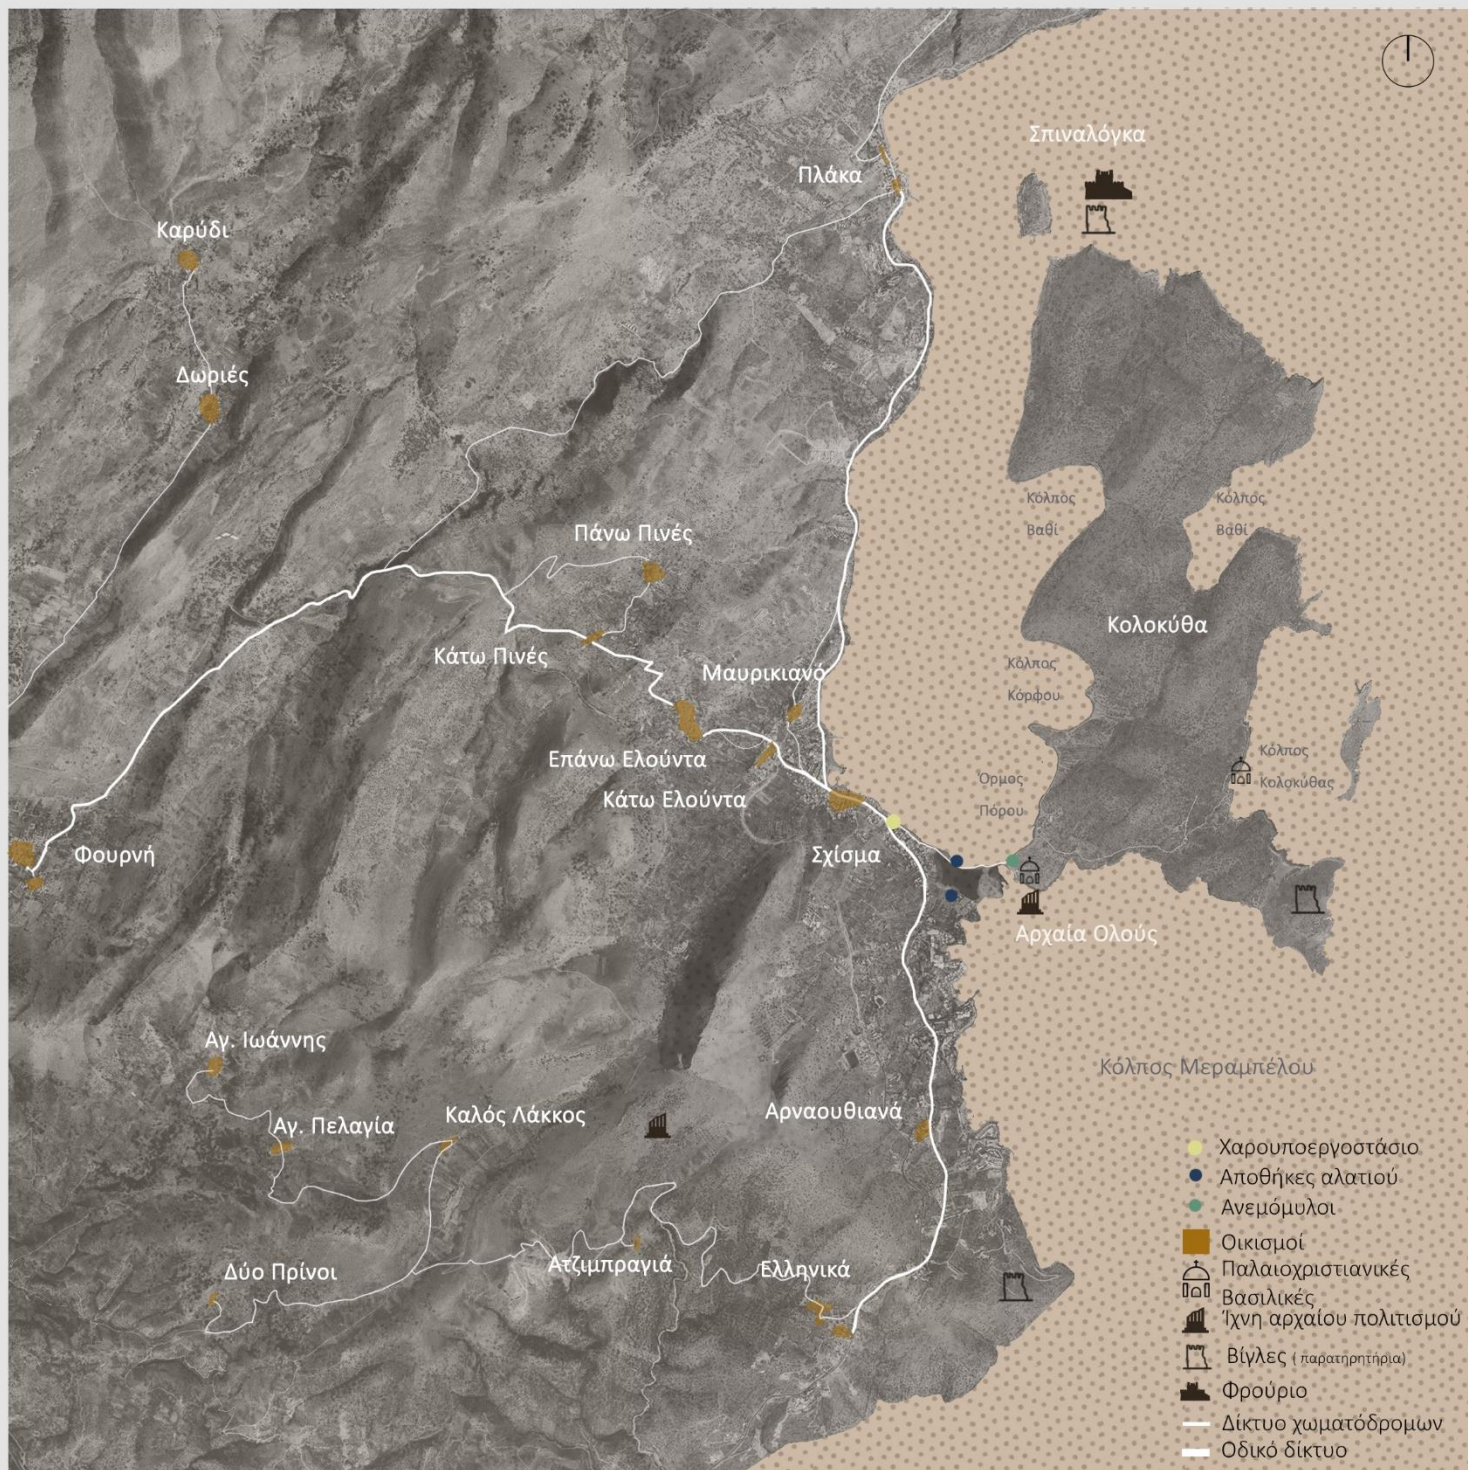 Σπιναλόγκα
Πλάκα
Καρύδι
Δωριές
Κόλπος
Βαθί
Κόλπος
Βαθί
Πάνω Πινές
Κολοκύθα
Κάτω Πινές
Μαυρικιανό
Κόλπος
Κόρφου
Επάνω Ελούντα
Κόλπος
Κολοκύθας
Όρμος
Πόρου
Κάτω Ελούντα
Φουρνή
Σχίσμα
Αρχαία Ολούς
Αγ. Ιωάννης
Κόλπος Μεραμπέλου
Καλός Λάκκος
Αρναουθιανά
Αγ. Πελαγία
Δύο Πρίνοι
Ατζιμπραγιά
Ελληνικά
Χαρουποεργοστάσιο
Αποθήκες αλατιού
Ανεμόμυλοι
Οικισμοί
Παλαιοχριστιανικές
Βασιλικές
Ίχνη αρχαίου πολιτισμού
Βίγλες ( παρατηρητήρια)
Φρούριο
Δίκτυο χωματόδρομων
Οδικό δίκτυο